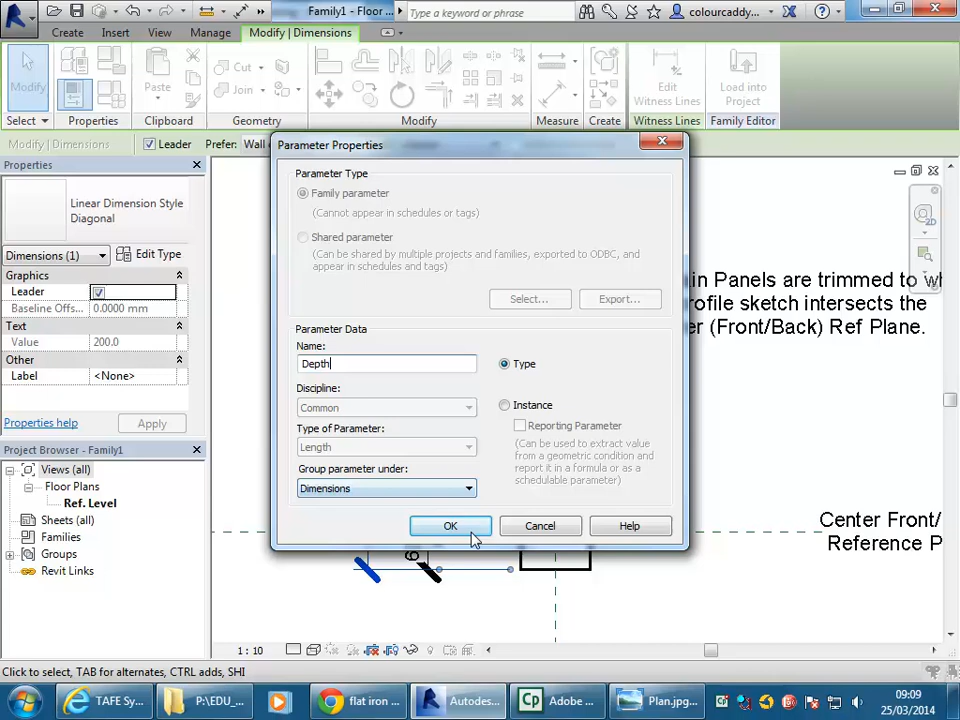 Family1 - Floor ...
Type a keyword or phrase
colourcaddy...
Create
Insert
View
Manage
Modify | Dimensions
Modify
Paste
Cut
Join
Edit
Witness Lines
Load into
Project
Select
Properties
Clipboard
Geometry
Modify
Measure
Create
Witness Lines
Family Editor
Modify | Dimensions
Leader
Prefer:
Wall
Properties
Linear Dimension Style
Diagonal
Dimensions (1)
Edit Type
Graphics
Leader
Baseline Offs...
0.0000 mm
Text
Value
200.0
Other
Label
<None>
Properties help
Apply
Project Browser - Family1
Views (all)
Floor Plans
Ref. Level
Sheets (all)
Families
Groups
Revit Links
Parameter Properties
Parameter Type
Family parameter
(Cannot appear in schedules or tags)
Shared parameter
(Can be shared by multiple projects and families, exported to ODBC, and
appear in schedules and tags)
Select...
Export...
Parameter Data
Name:
Depth
Type
Discipline:
Common
Instance
Reporting Parameter
Type of Parameter:
Length
(Can be used to extract value
from a geometric condition and
report it in a formula or as a
schedulable parameter)
Group parameter under:
Dimensions
OK
Cancel
Help
2D
in Panels are trimmed to wh
rofile sketch intersects the
er (Front/Back) Ref Plane.
Center Front/
Reference P
1 : 10
Click to select, TAB for alternates, CTRL adds, SHI
TAFE Sy...
P:\EDU_...
flat iron ...
Autodes...
Adobe ...
Plan.jpg...
09:09
25/03/2014